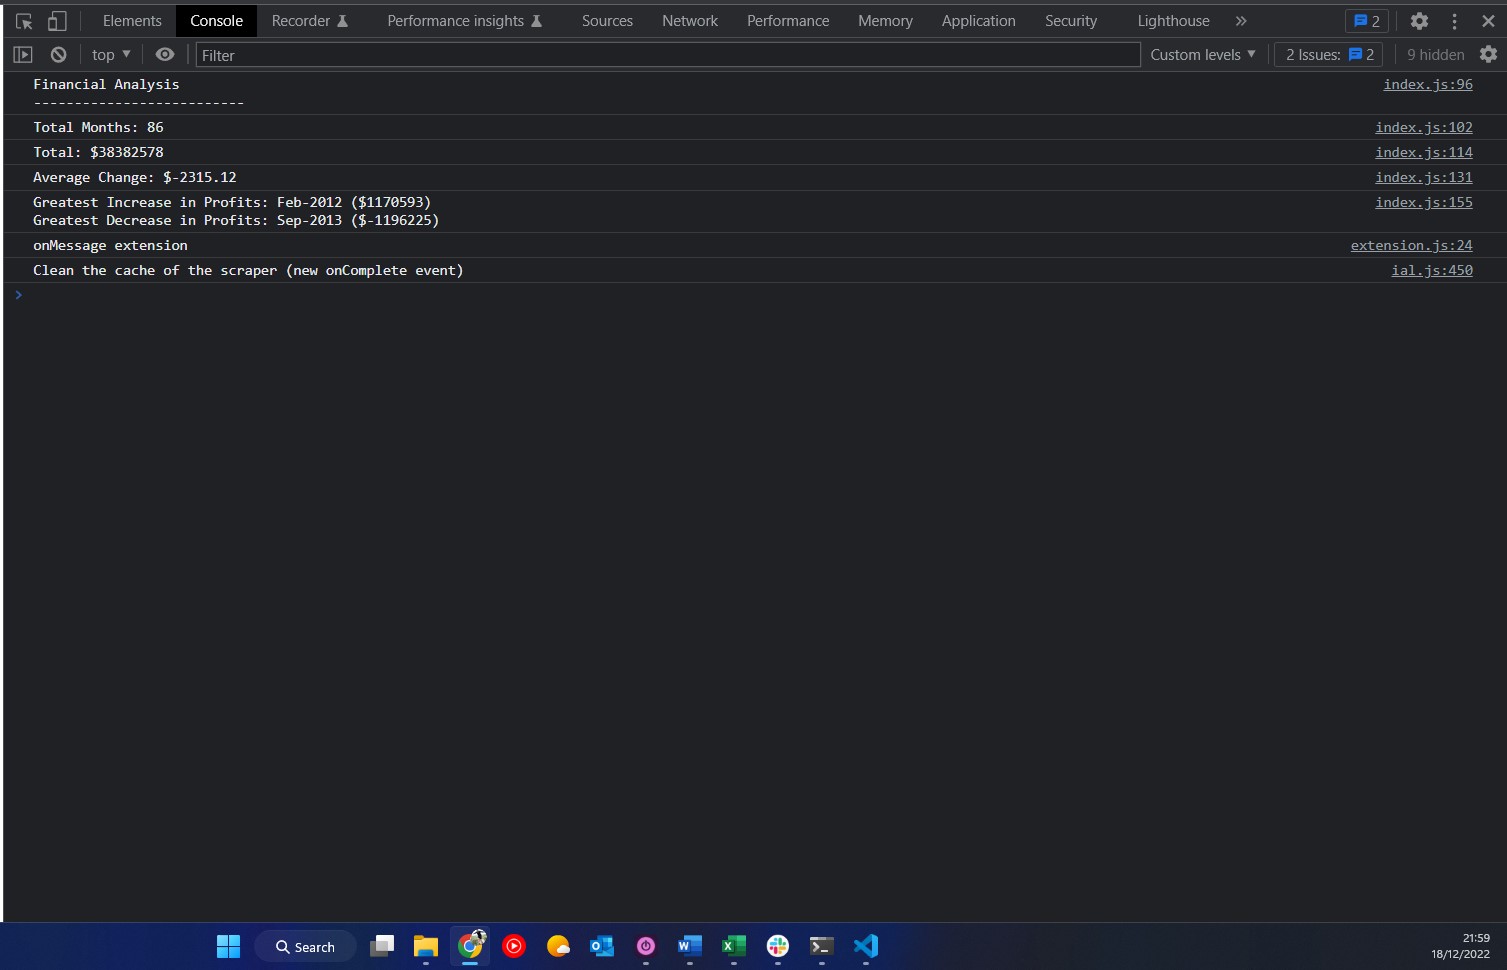 Elements Console Recorder Performance insights Sources Network Performance Memory Application Security Lighthouse » 2
top Filter Custom levels 2 Issues: 2 9 hidden
Financial Analysis index.js:96
--------------------------
Total Months: 86 index.js:102
Total: $38382578 index.js:114
Average Change: $-2315.12 index.js:131
Greatest Increase in Profits: Feb-2012 ($1170593) index.js:155
Greatest Decrease in Profits: Sep-2013 ($-1196225)
onMessage extension extension.js:24
Clean the cache of the scraper (new onComplete event) ial.js:450
>
Search
21:59
18/12/2022